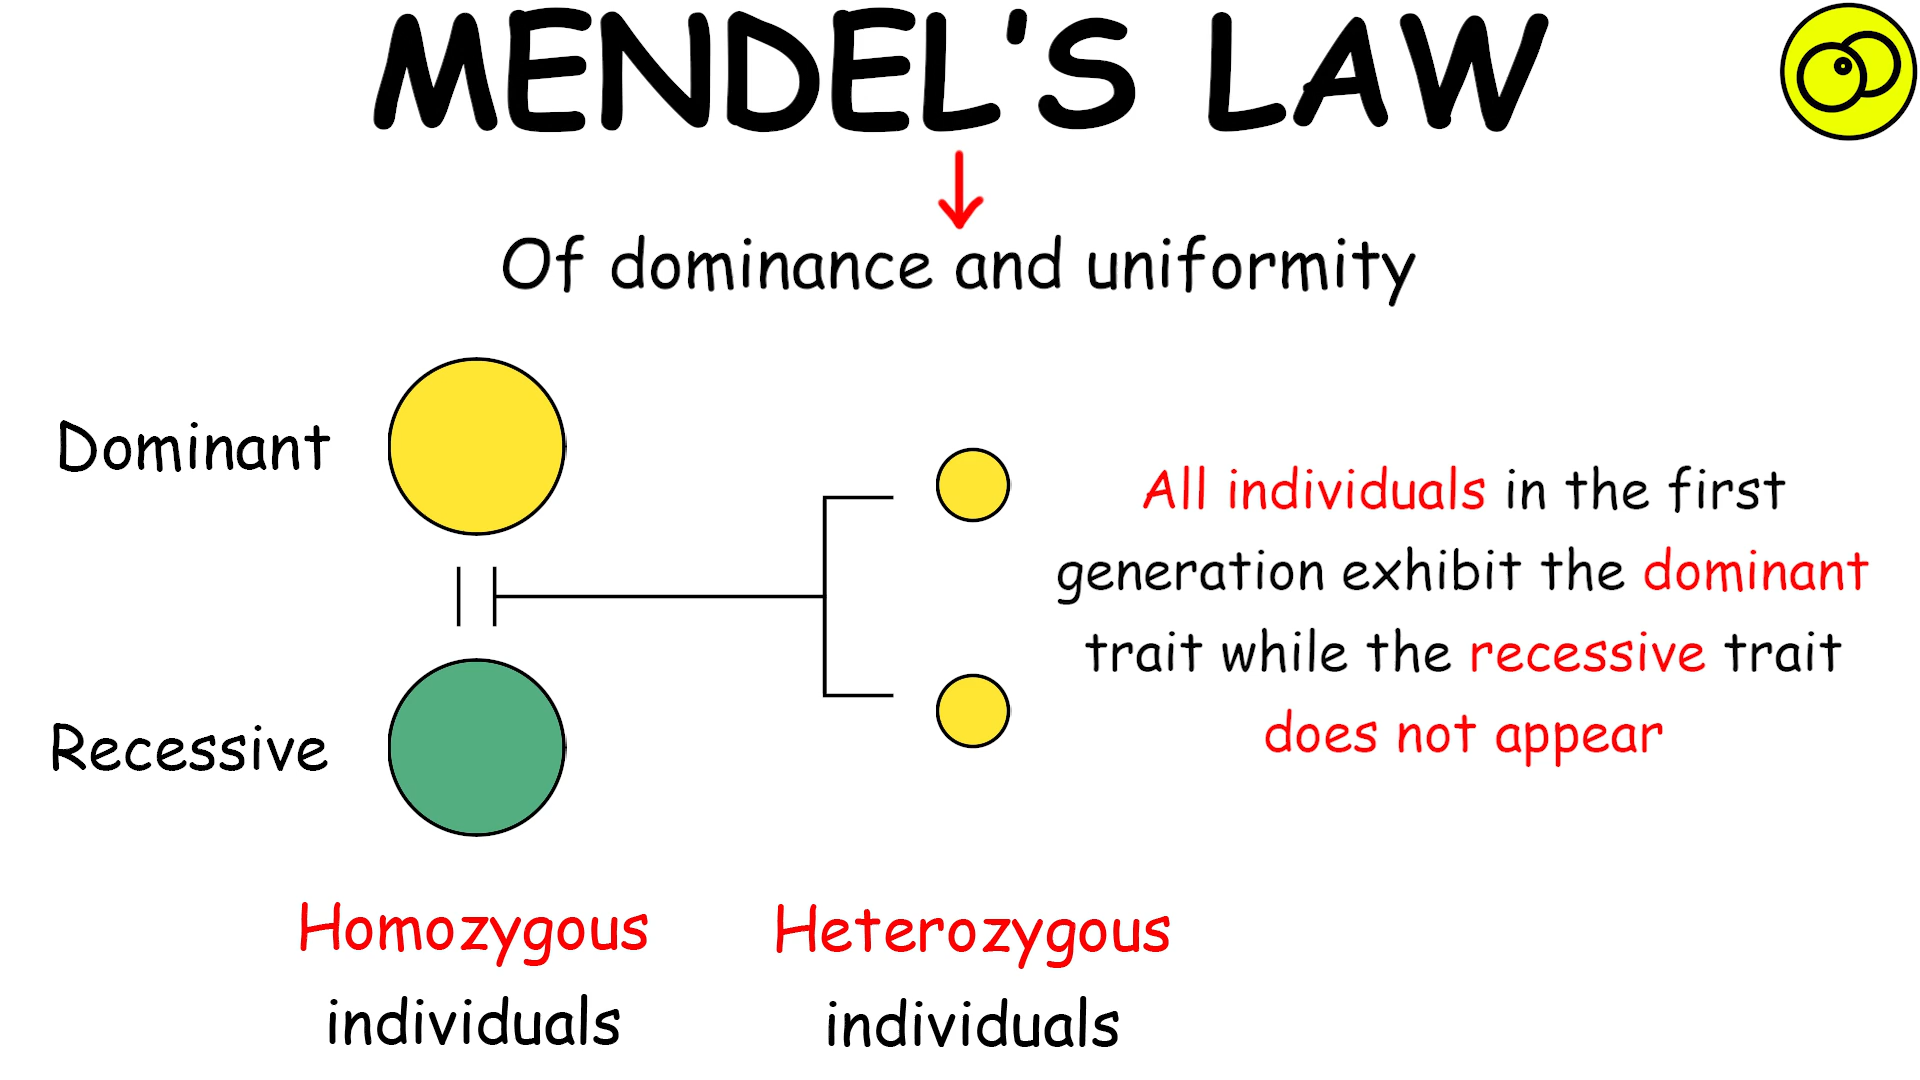 MENDEL'S LAW
Of dominance and uniformity
Dominant
Recessive
All individuals in the first
generation exhibit the dominant
trait while the recessive trait
does not appear
Homozygous
individuals
Heterozygous
individuals